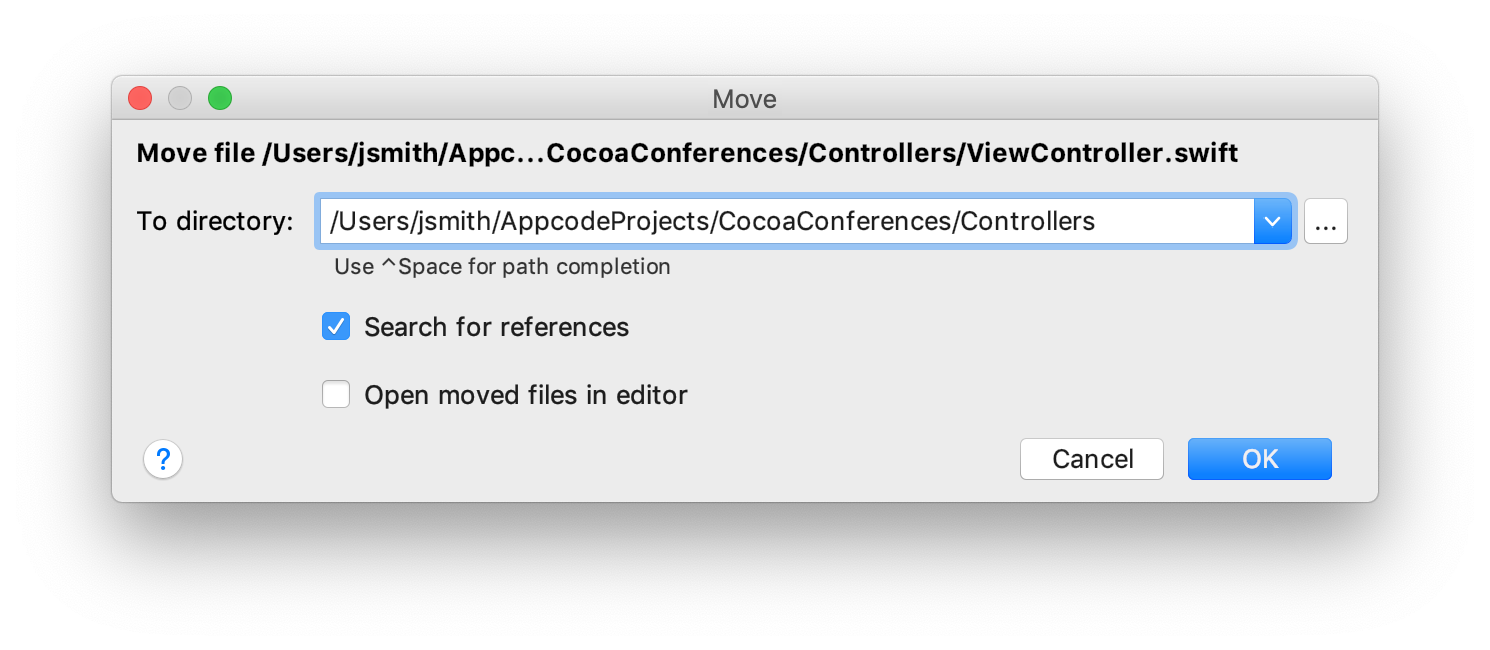 Move
Move file /Users/jsmith/Appc...CocoaConferences/Controllers/ViewController.swift
To directory: /Users/jsmith/AppcodeProjects/CocoaConferences/Controllers ...
Use ^Space for path completion
Search for references
Open moved files in editor
? Cancel OK